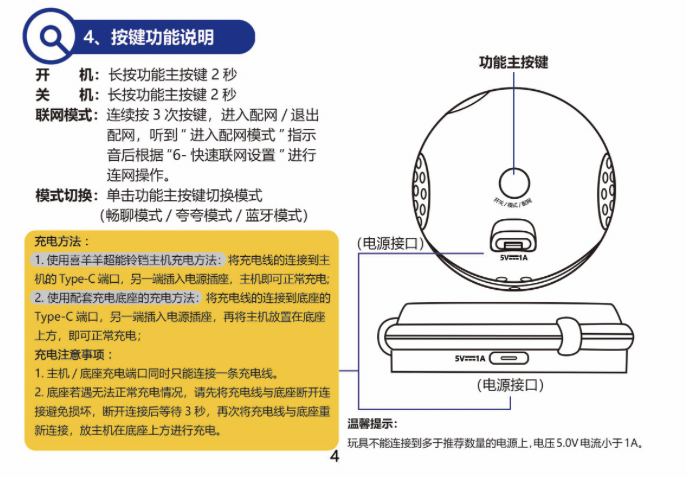 4、按键功能说明
开 机：长按功能主按键 2 秒
关 机：长按功能主按键 2 秒
联网模式：连续按 3 次按键，进入配网 / 退出
配网，听到 " 进入配网模式 " 指示
音后根据 "6- 快速联网设置 " 进行
连网操作。
模式切换：单击功能主按键切换模式
（畅聊模式 / 夸夸模式 / 蓝牙模式）
充电方法：
1. 使用喜羊羊超能铃铛主机充电方法：将充电线的连接到主
机的 Type-C 端口，另一端插入电源插座，主机即可正常充电；
2. 使用配套充电底座的充电方法：将充电线的连接到底座的
Type-C 端口，另一端插入电源插座，再将主机放置在底座
上方，即可正常充电；
充电注意事项：
1. 主机 / 底座充电端口同时只能连接一条充电线。
2. 底座若遇无法正常充电情况，请先将充电线与底座断开连
接避免损坏，断开连接后等待 3 秒，再次将充电线与底座重
新连接，放主机在底座上方进行充电。
功能主按键
开关 / 模式 / 配网
（电源接口）
5V⎓1A
5V⎓1A
（电源接口）
温馨提示：
玩具不能连接到多于推荐数量的电源上，电压 5.0V 电流小于 1A。
4